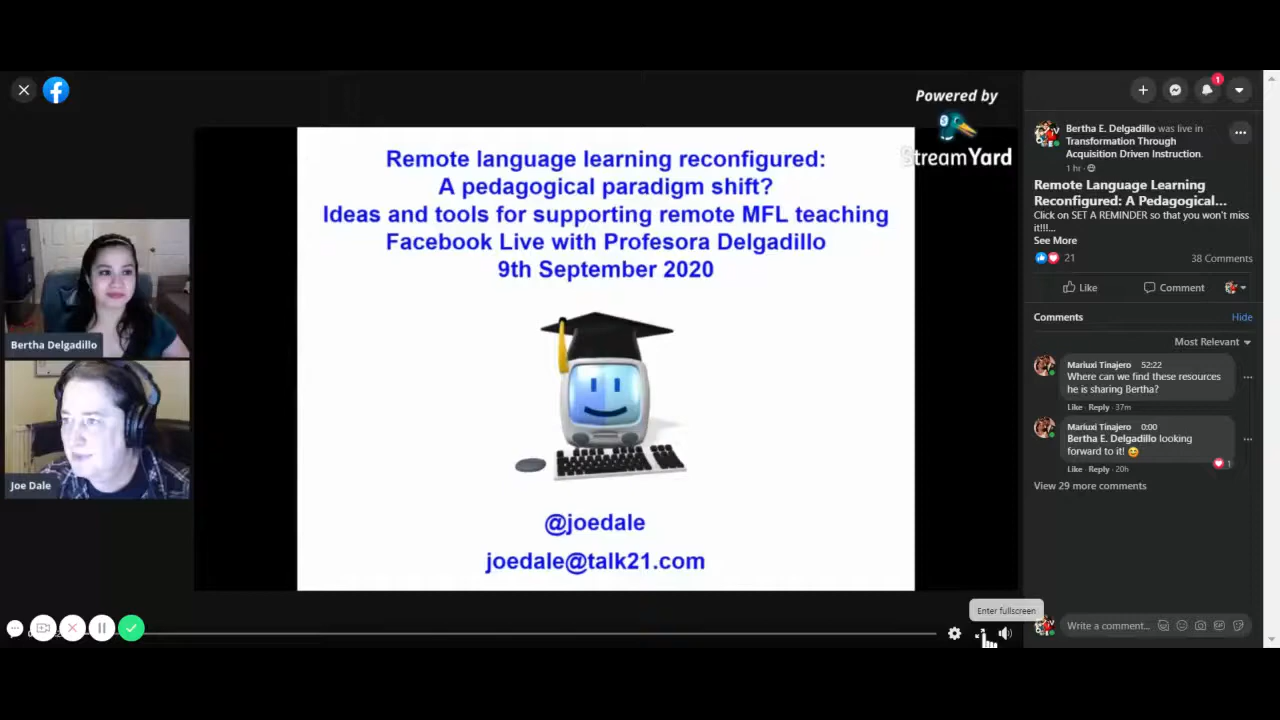 Powered by
StreamYard
Remote language learning reconfigured:
A pedagogical paradigm shift?
Ideas and tools for supporting remote MFL teaching
Facebook Live with Profesora Delgadillo
9th September 2020
@joedale
joedale@talk21.com
Bertha Delgadillo
Joe Dale
Enter fullscreen
1
Bertha E. Delgadillo was live in
Transformation Through
Acquisition Driven Instruction.
1 hr ·
Remote Language Learning
Reconfigured: A Pedagogical...
Click on SET A REMINDER so that you won't miss
it!!!...
See More
21
38 Comments
Like
Comment
Comments
Hide
Most Relevant
Mariuxi Tinajero 52:22
Where can we find these resources
he is sharing Bertha?
Like · Reply · 37m
Mariuxi Tinajero 0:00
Bertha E. Delgadillo looking
forward to it! 😊
1
Like · Reply · 20h
View 29 more comments
Write a comment...
GIF